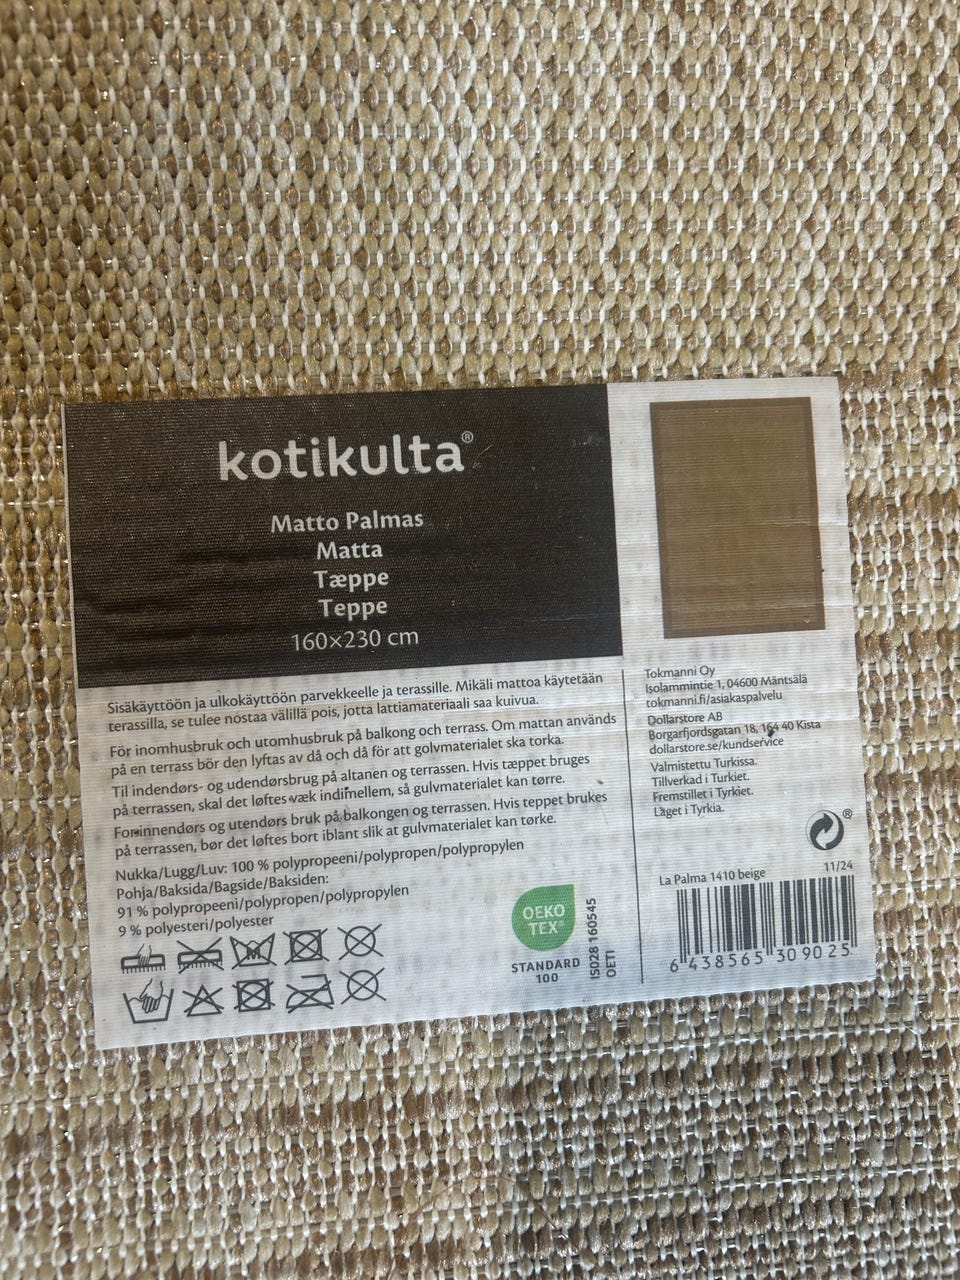 kotikulta®
Matto Palmas
Matta
Tæppe
Teppe
160×230 cm
Sisäkäyttöön ja ulkokäyttöön parvekkeelle ja terassille. Mikäli mattoa käytetään
terassilla, se tulee nostaa välillä pois, jotta lattiamateriaali saa kuivua.
För inomhusbruk och utomhusbruk på balkong och terrass. Om mattan används
på en terrass bör den lyftas av då och då för att golvmaterialet ska torka.
Til indendørs- og udendørsbrug på altanen og terrassen. Hvis tæppet bruges
på terrassen, skal det løftes væk indimellem, så gulvmaterialet kan tørre.
For innendørs og utendørs bruk på balkongen og terrassen. Hvis teppet brukes
på terrassen, bør det løftes bort iblant slik at gulvmaterialet kan tørke.
Nukka/Lugg/Luv: 100 % polypropeeni/polypropen/polypropylen
Pohja/Baksida/Bagside/Baksiden:
91 % polypropeeni/polypropen/polypropylen
9 % polyesteri/polyester
OEKO
TEX®
STANDARD
100
IS028 160545
OETI
Tokmanni Oy
Isolammintie 1, 04600 Mäntsälä
tokmanni.fi/asiakaspalvelu
Dollarstore AB
Borgarfjordsgatan 18, 164 40 Kista
dollarstore.se/kundservice
Valmistettu Turkissa.
Tillverkad i Turkiet.
Fremstillet i Tyrkiet.
Laget i Tyrkia.
®
La Palma 1410 beige 11/24
6 438565 309025